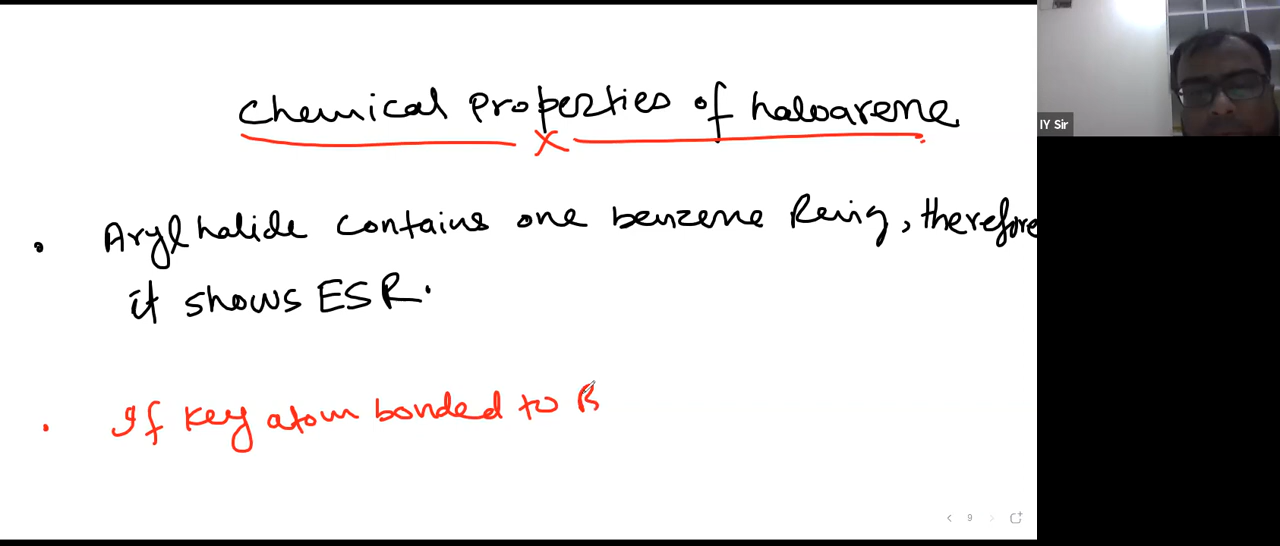 Chemical Properties of haloarene
• Aryl halide contains one benzene Reing, therefore
it shows ESR.
• If key atom bonded to B
IY Sir
9